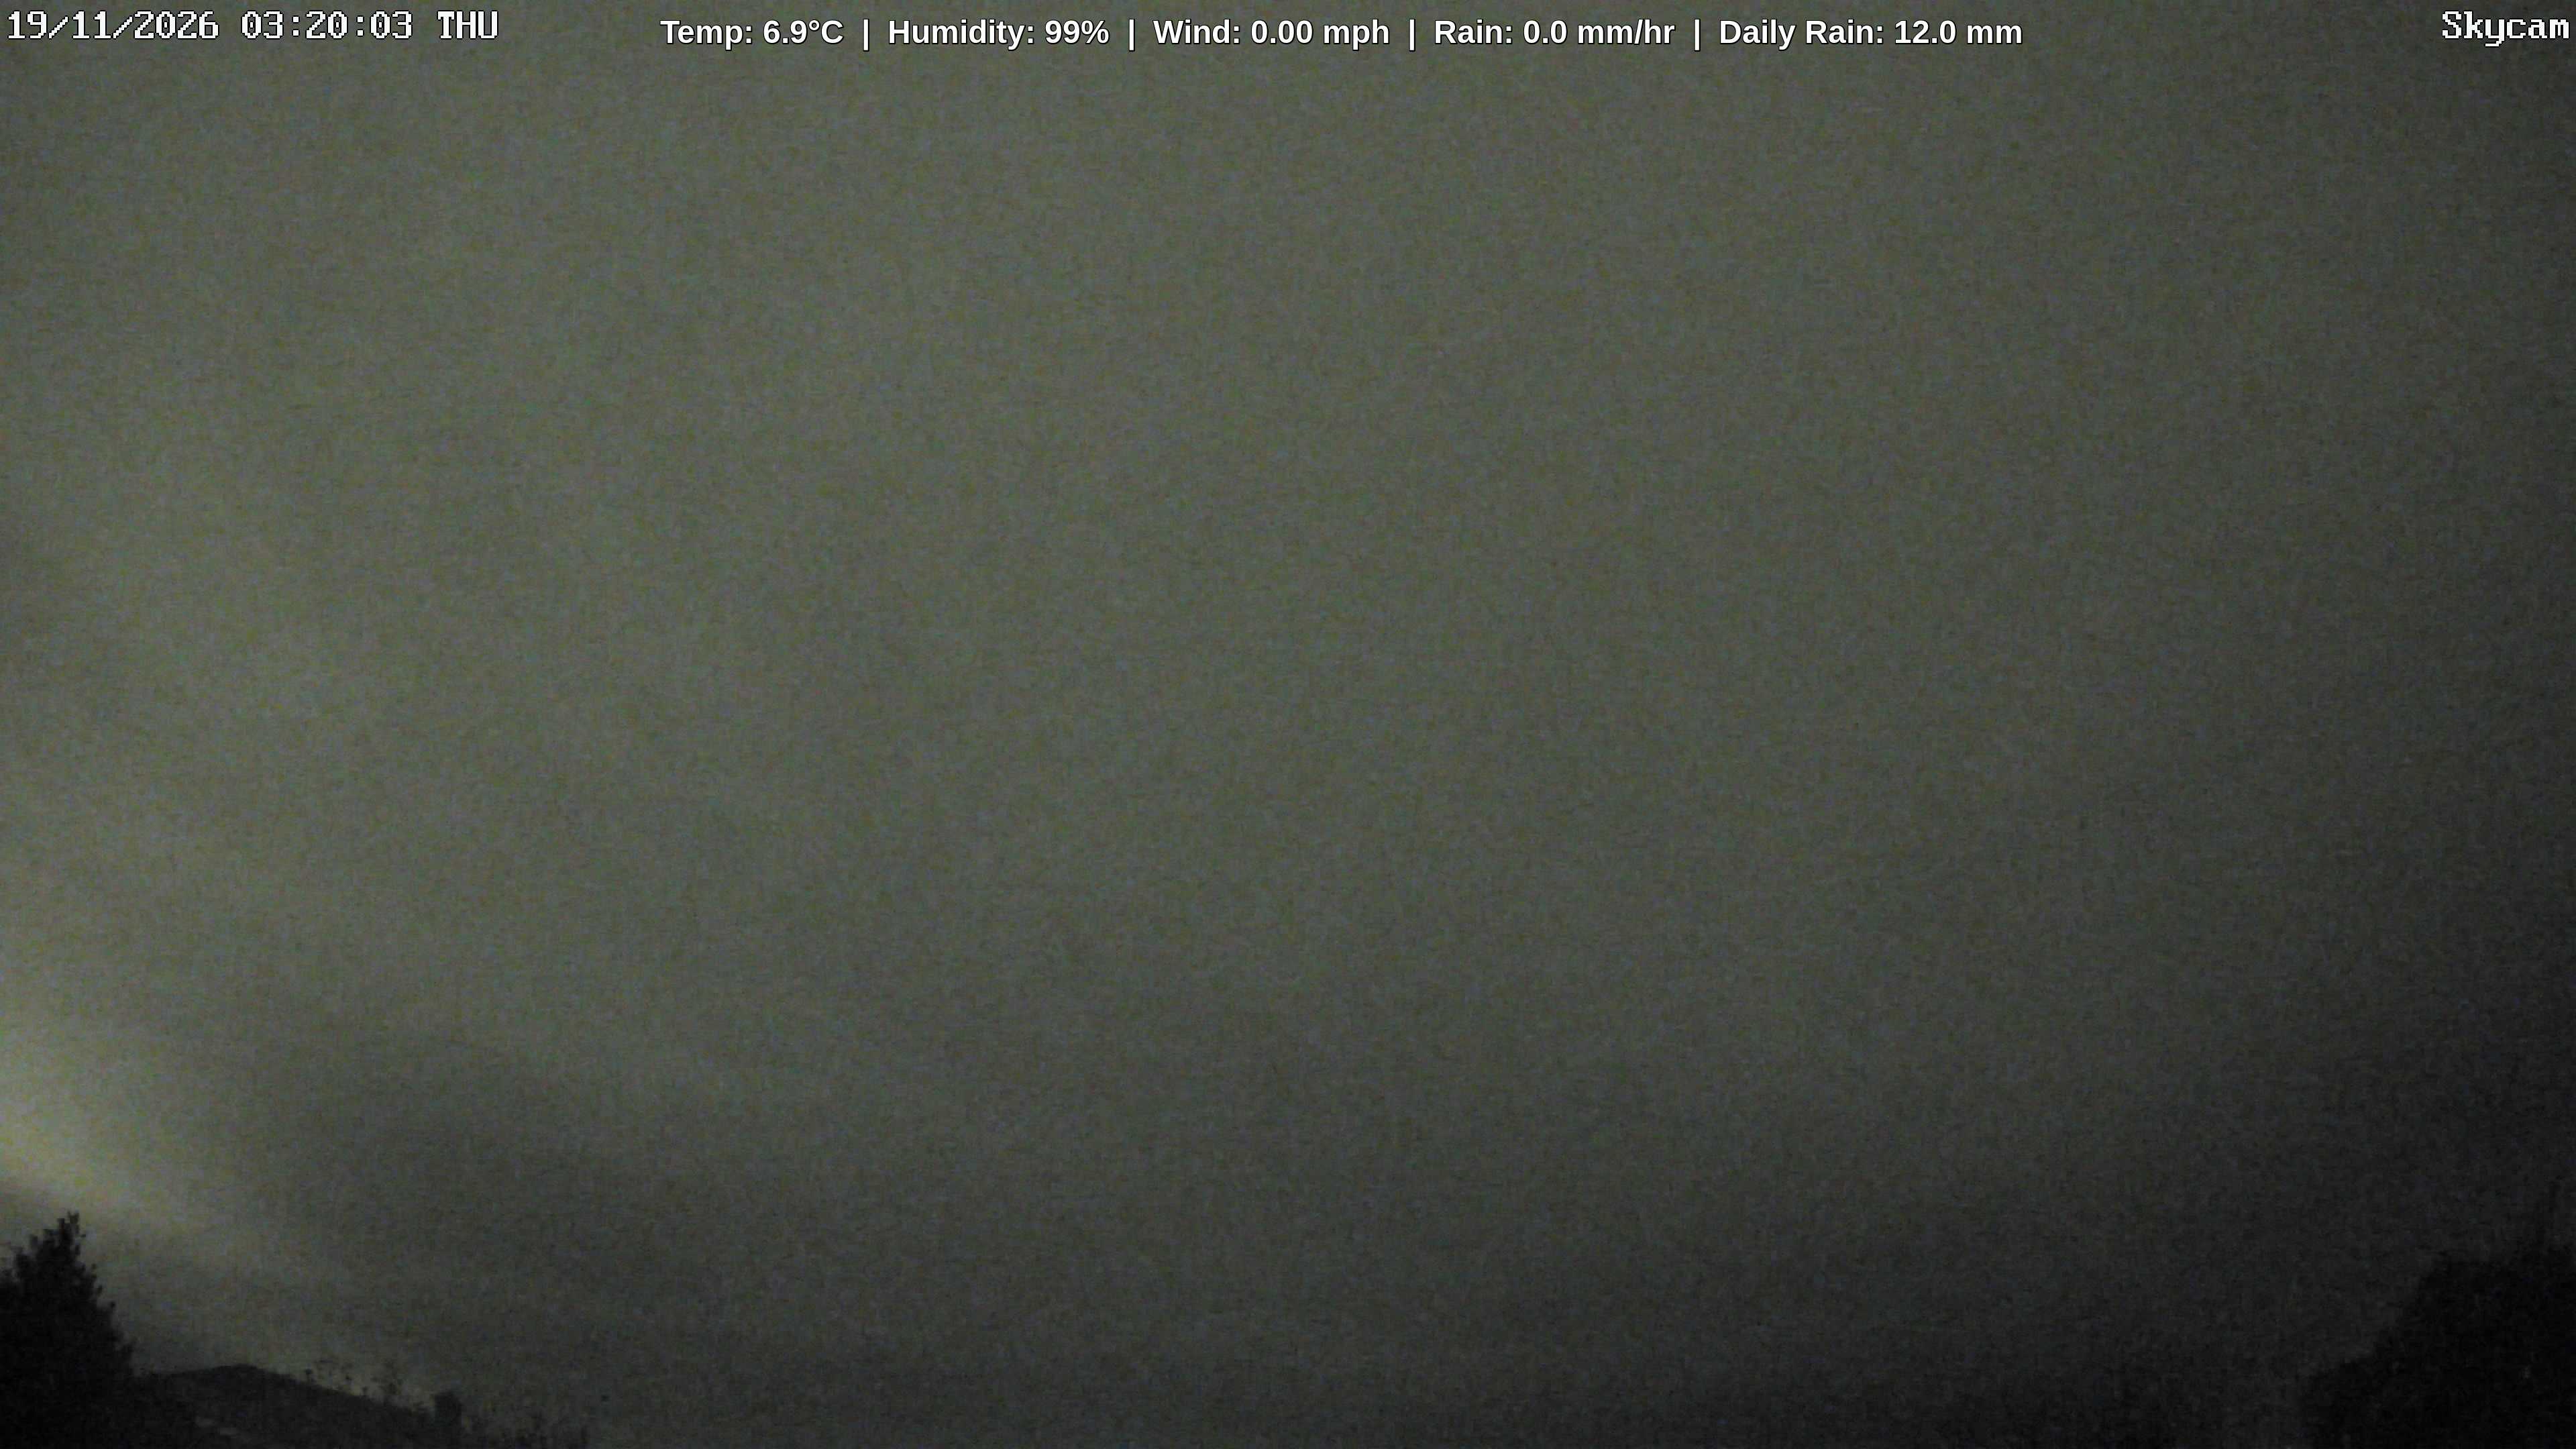 19/11/2026 03:20:03 THU
Temp: 6.9°C | Humidity: 99% | Wind: 0.00 mph | Rain: 0.0 mm/hr | Daily Rain: 12.0 mm
Skycam